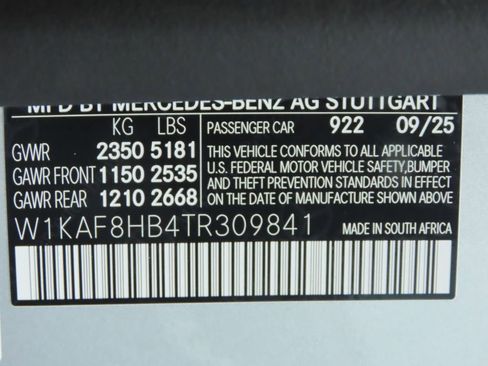 MFD BY MERCEDES-BENZ AG STUTTGART
KG LBS PASSENGER CAR 922 09/25
GVWR 2350 5181
GAWR FRONT 1150 2535
GAWR REAR 1210 2668
THIS VEHICLE CONFORMS TO ALL APPLICABLE
U.S. FEDERAL MOTOR VEHICLE SAFETY, BUMPER
AND THEFT PREVENTION STANDARDS IN EFFECT
ON THE DATE OF MANUFACTURE SHOWN ABOVE.
W1KAF8HB4TR309841 MADE IN SOUTH AFRICA